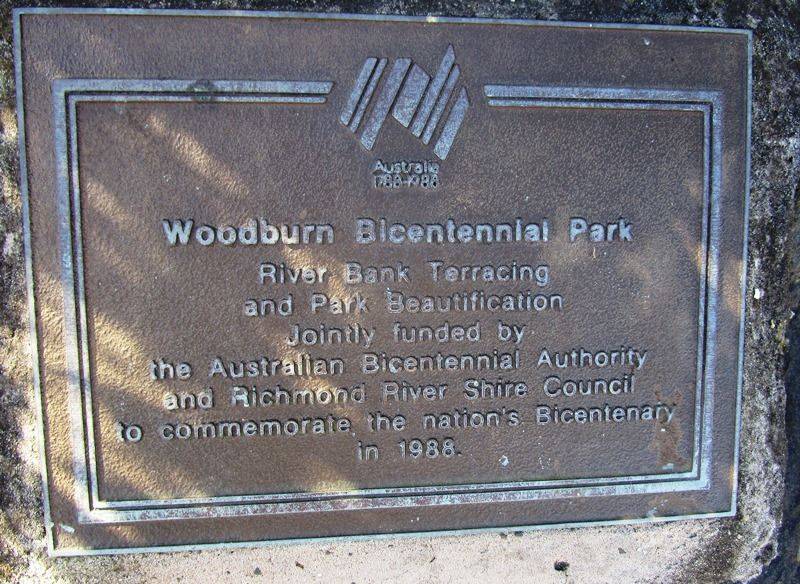 Australia
1788-1988
Woodburn Bicentennial Park
River Bank Terracing
and Park Beautification
Jointly funded by
the Australian Bicentennial Authority
and Richmond River Shire Council
to commemorate the nation's Bicentenary
in 1988.